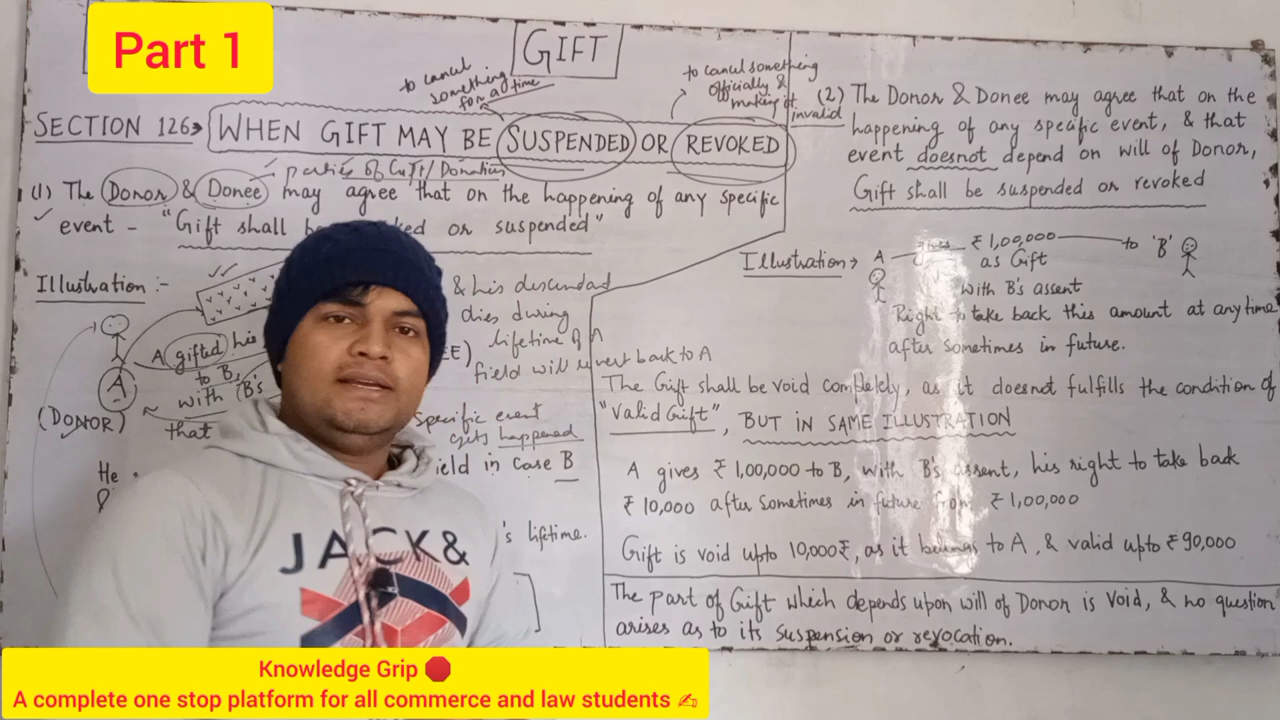 Part 1
GIFT
to cancel
something
for a time
to cancel something
officially &
making it
invalid
SECTION 126 → WHEN GIFT MAY BE SUSPENDED OR REVOKED
parties of Gift/Donation
(1) The Donor & Donee may agree that on the happening of any specific
event - "Gift shall be ked or suspended"
Illustration :-
& his descendant
dies during
lifetime of A
A gifted his
to B,
EE)
field will revert back to A
with (B's
A
(DONOR)
that
Specific event
gets happened
He
ield in case B
's lifetime.
JACK&
(2) The Donor & Donee may agree that on the
happening of any specific event, & that
event doesnot depend on will of Donor,
Gift shall be suspended or revoked
Illustration → A gives ₹ 1,00,000 to 'B'
as Gift
with B's assent
Right to take back this amount at anytime
after sometimes in future.
The Gift shall be void completely, as it doesnot fulfills the condition of
"Valid Gift", BUT IN SAME ILLUSTRATION
A gives ₹ 1,00,000 to B, with B's assent, his right to take back
₹ 10,000 after sometimes in future from ₹ 1,00,000
Gift is void upto 10,000₹, as it belongs to A, & valid upto ₹ 90,000
The part of Gift which depends upon will of Donor is void, & no question
arises as to its suspension or revocation.
Knowledge Grip 🛑
A complete one stop platform for all commerce and law students ✍